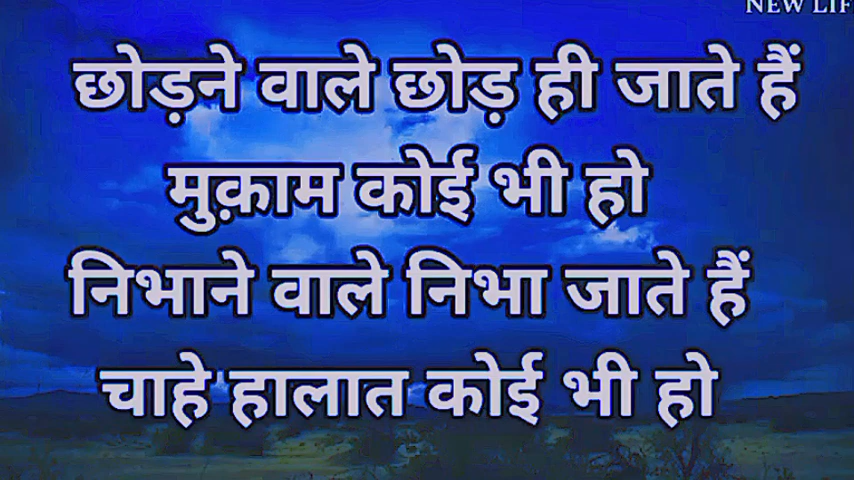 NEW LIF
छोड़ने वाले छोड़ ही जाते हैं
मुक़ाम कोई भी हो
निभाने वाले निभा जाते हैं
चाहे हालात कोई भी हो